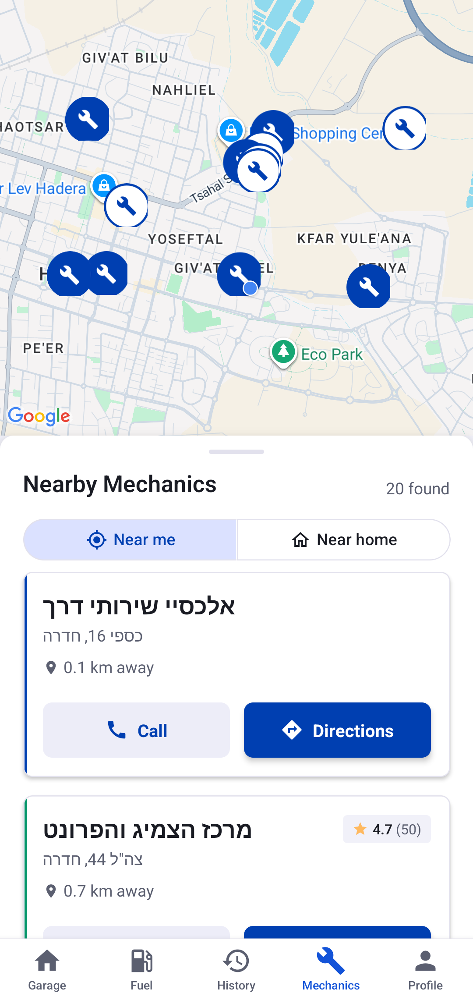 GIV'AT BILU
NAHLIEL
HAOTSAR
Shopping Cer
r Lev Hadera
Tsahal S
YOSEFTAL
KFAR YULE'ANA
GIV'AT
EL
H
NYA
PE'ER
Eco Park
Google
Nearby Mechanics
20 found
Near me
Near home
אלכסיי שירותי דרך
כספי 16, חדרה
0.1 km away
Call
Directions
מרכז הצמיג והפרונט
4.7 (50)
צה"ל 44, חדרה
0.7 km away
Garage
Fuel
History
Mechanics
Profile